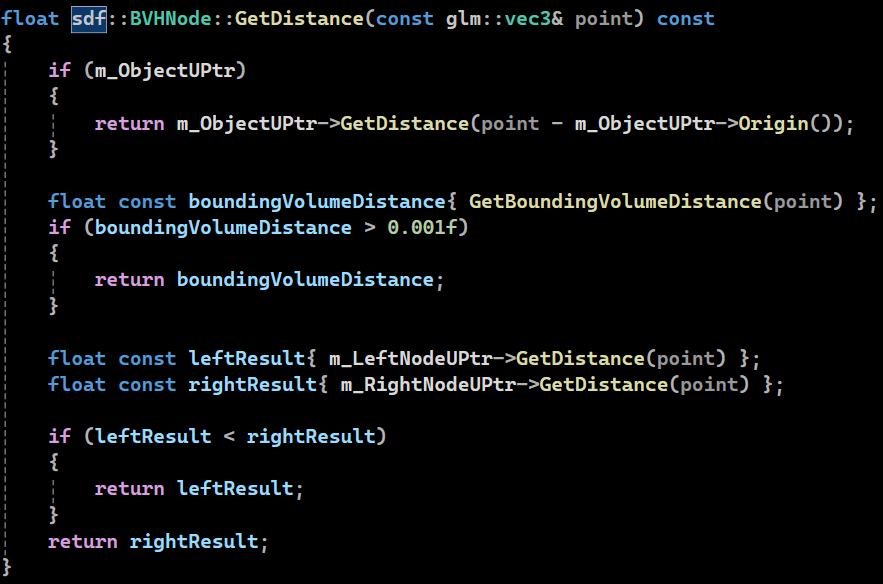 float sdf::BVHNode::GetDistance(const glm::vec3& point) const
{
    if (m_ObjectUPtr)
    {
        return m_ObjectUPtr->GetDistance(point - m_ObjectUPtr->Origin());
    }

    float const boundingVolumeDistance{ GetBoundingVolumeDistance(point) };
    if (boundingVolumeDistance > 0.001f)
    {
        return boundingVolumeDistance;
    }

    float const leftResult{ m_LeftNodeUPtr->GetDistance(point) };
    float const rightResult{ m_RightNodeUPtr->GetDistance(point) };

    if (leftResult < rightResult)
    {
        return leftResult;
    }
    return rightResult;
}